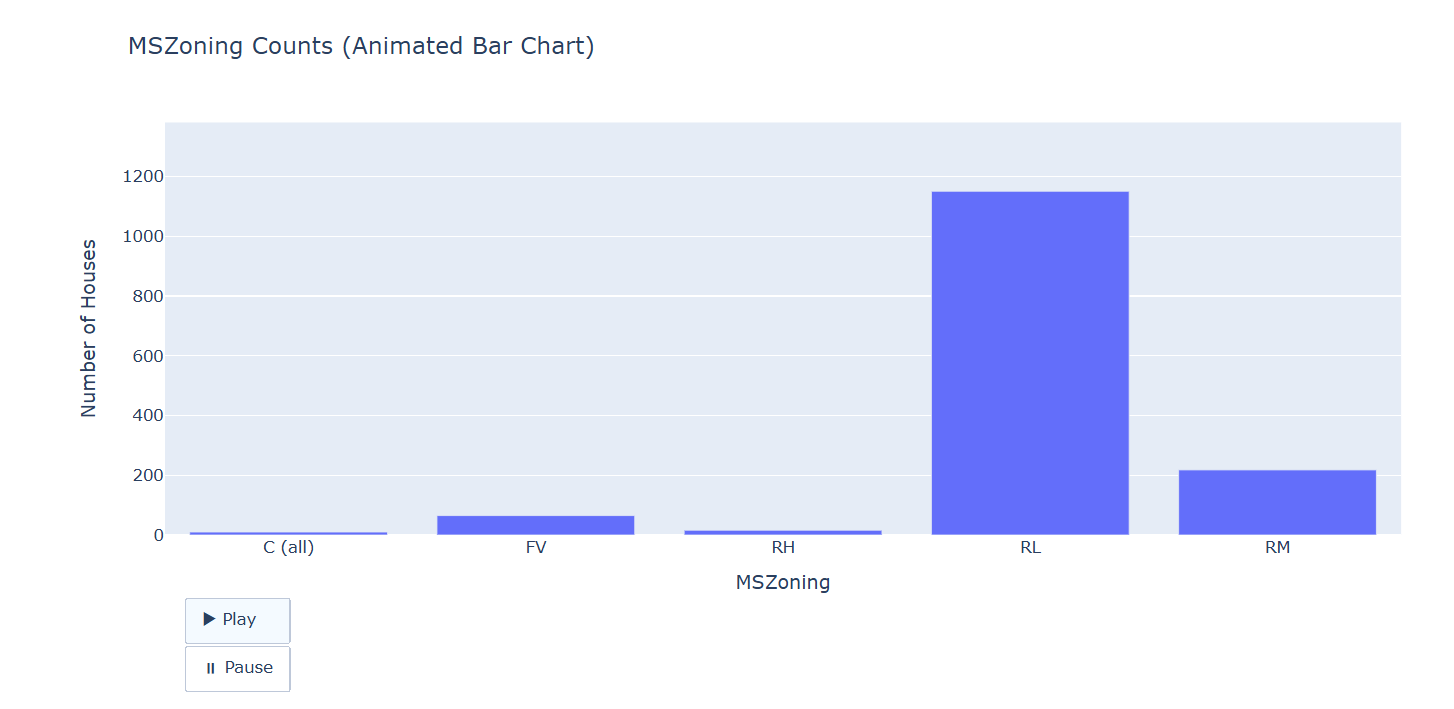 MSZoning Counts (Animated Bar Chart)
1200
1000
800
600
400
200
0
Number of Houses
C (all)
FV
RH
RL
RM
MSZoning
▶ Play
⏸ Pause